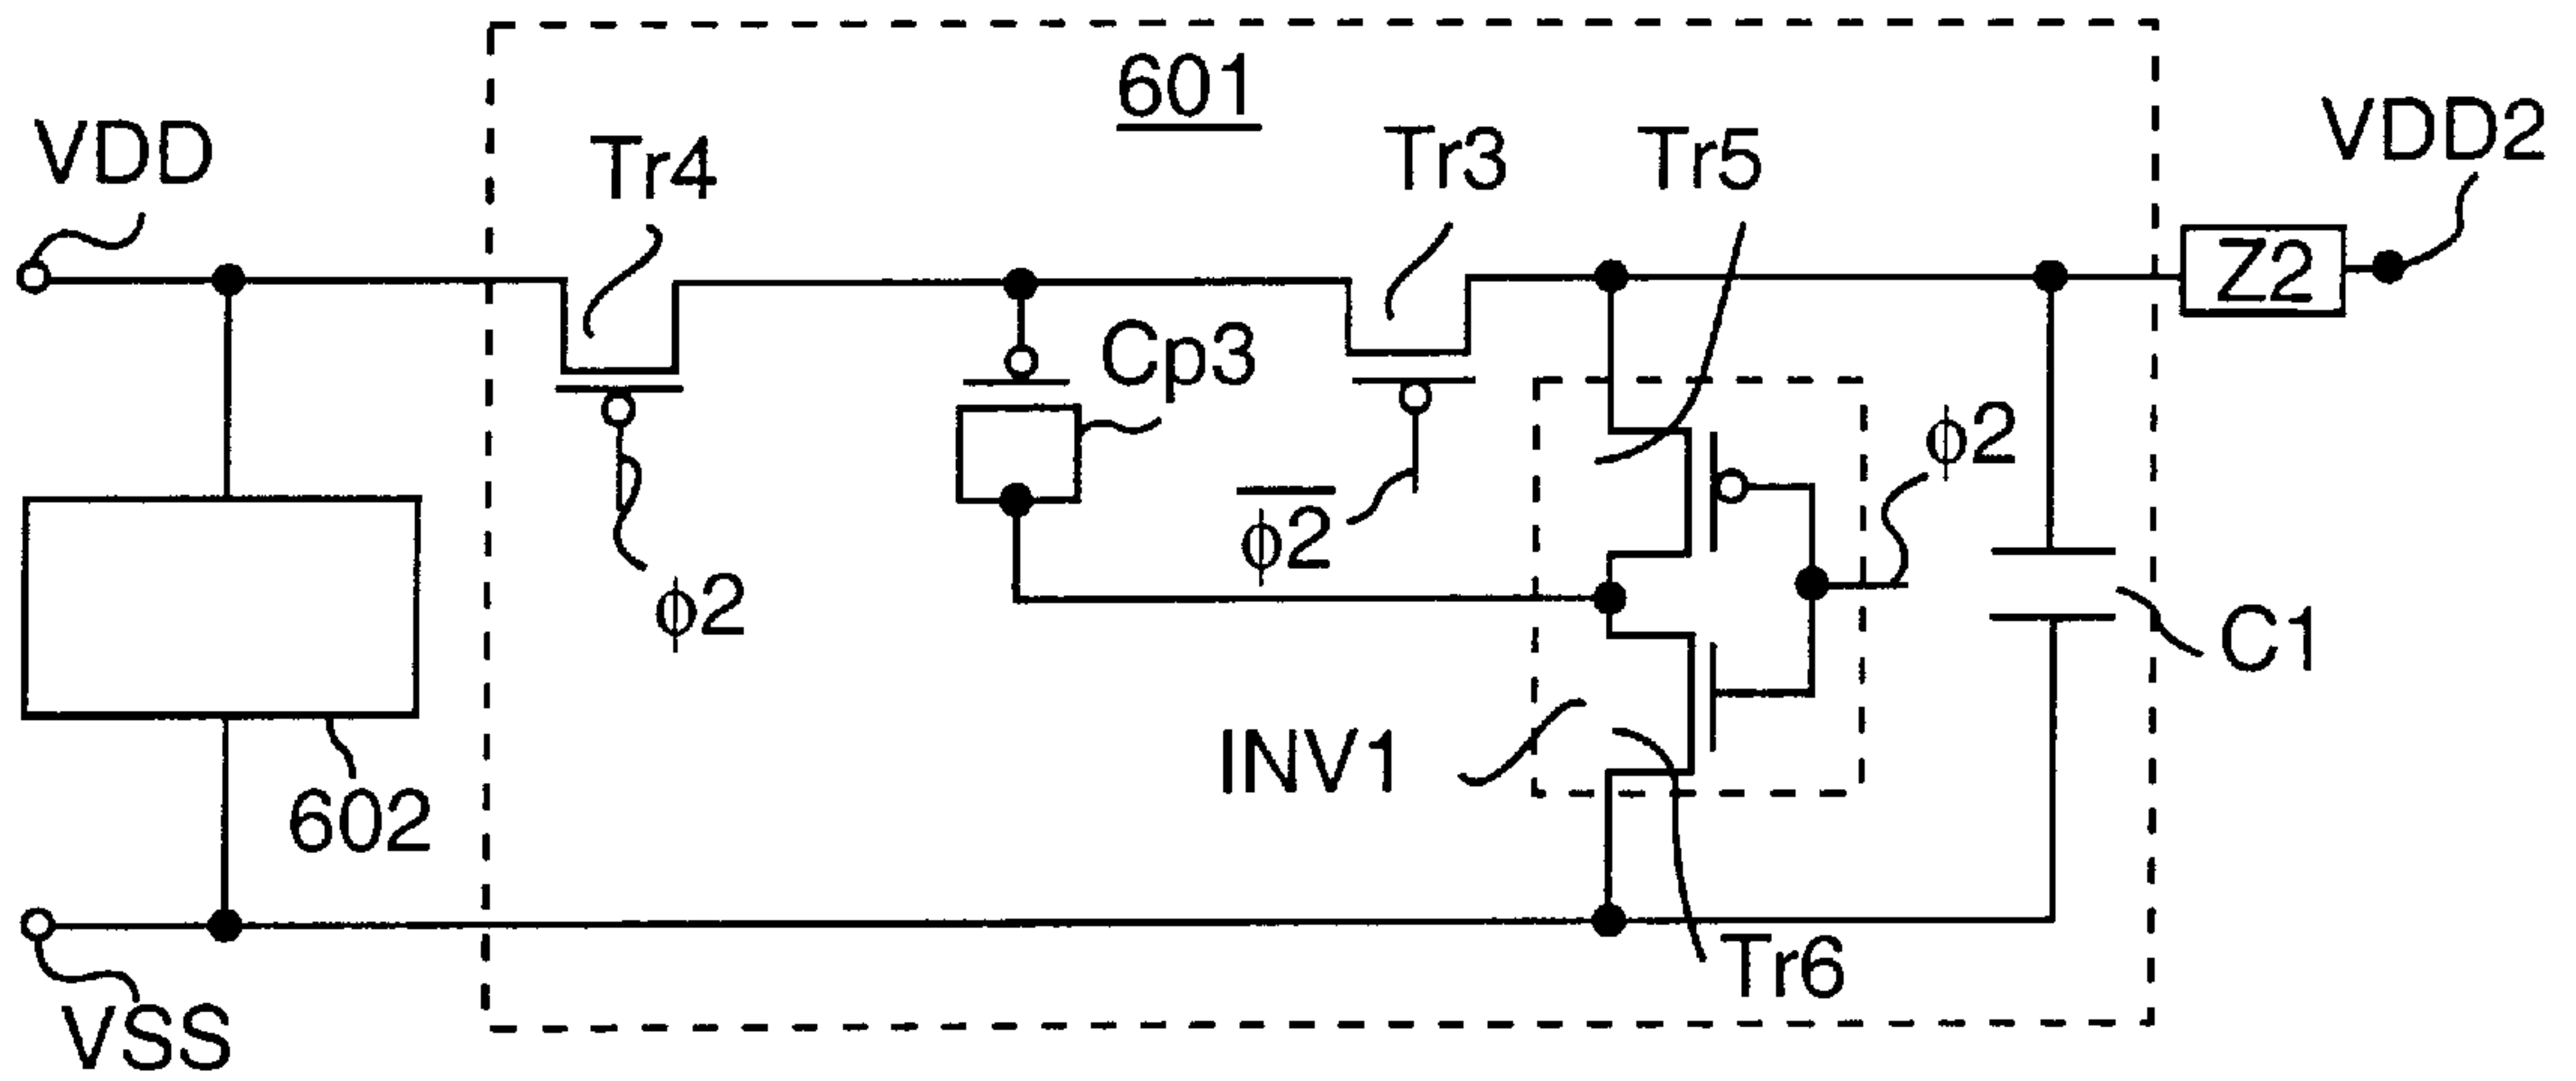 601
VDD
Tr4
Tr3
Tr5
VDD2
Z2
Cp3
ϕ2
ϕ2
ϕ2
C1
INV1
602
Tr6
VSS